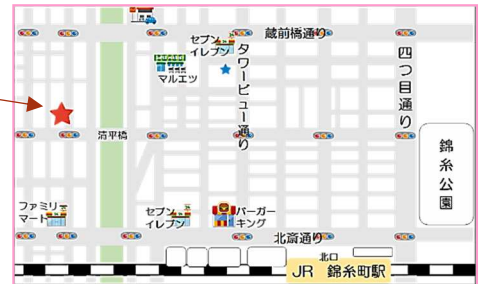 蔵前橋通り
セブン
イレブン
マルエツ
タワービュー通り
四つ目通り
清平橋
錦糸公園
ファミリー
マート
セブン
イレブン
バーガー
キング
北斎通り
北口
JR 錦糸町駅